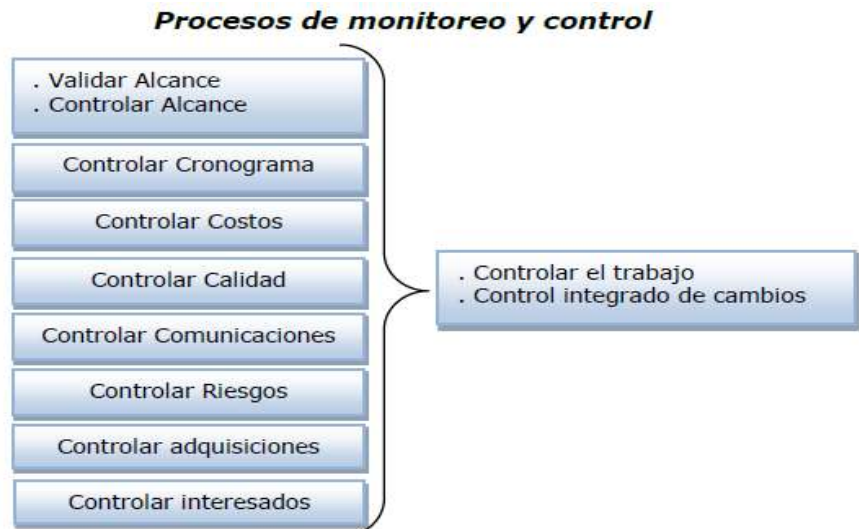 Procesos de monitoreo y control
. Validar Alcance
. Controlar Alcance
Controlar Cronograma
Controlar Costos
Controlar Calidad
Controlar Comunicaciones
Controlar Riesgos
Controlar adquisiciones
Controlar interesados
. Controlar el trabajo
. Control integrado de cambios